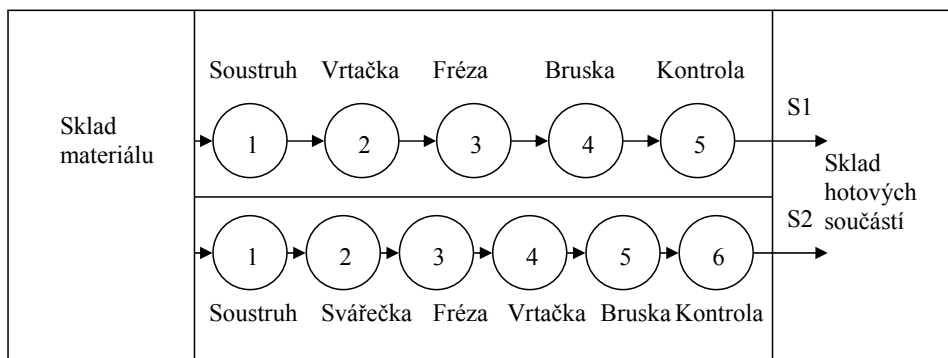 Sklad
materiálu
Soustruh Vrtačka Fréza Bruska Kontrola
1 2 3 4 5
S1
Sklad
hotových
součástí
S2
1 2 3 4 5 6
Soustruh Svářečka Fréza Vrtačka Bruska Kontrola